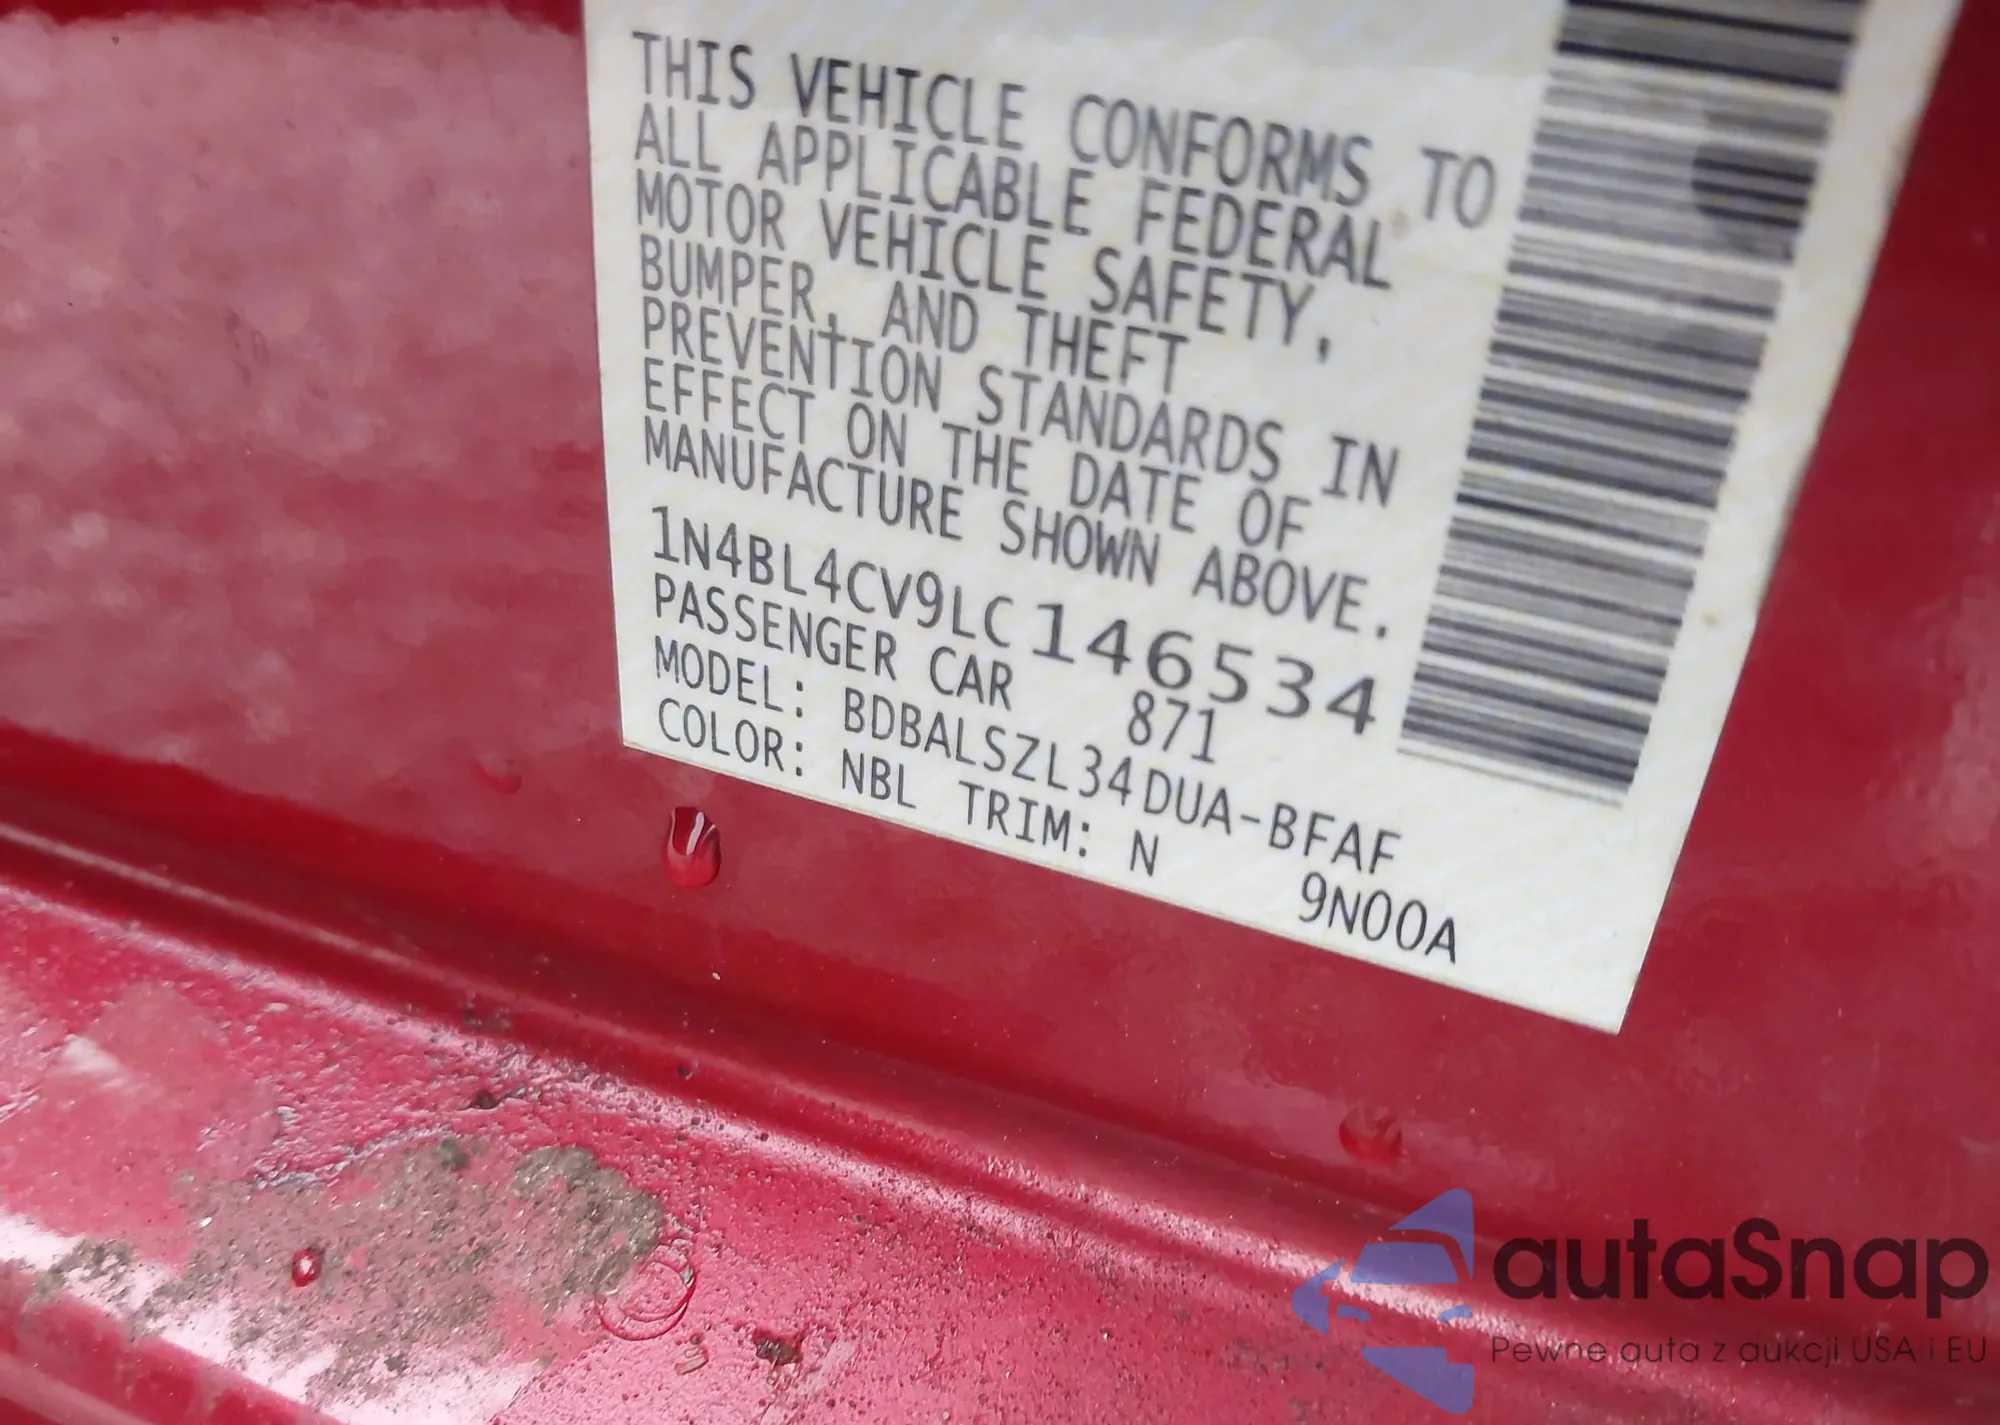 THIS VEHICLE CONFORMS TO
ALL APPLICABLE FEDERAL
MOTOR VEHICLE SAFETY,
BUMPER, AND THEFT
PREVENTION STANDARDS IN
EFFECT ON THE DATE OF
MANUFACTURE SHOWN ABOVE.
1N4BL4CV9LC146534
PASSENGER CAR 871
MODEL: BDBALSZL34DUA-BFAF
COLOR: NBL TRIM: N
9N00A
autaSnap
Pewne auta z aukcji USA i EU